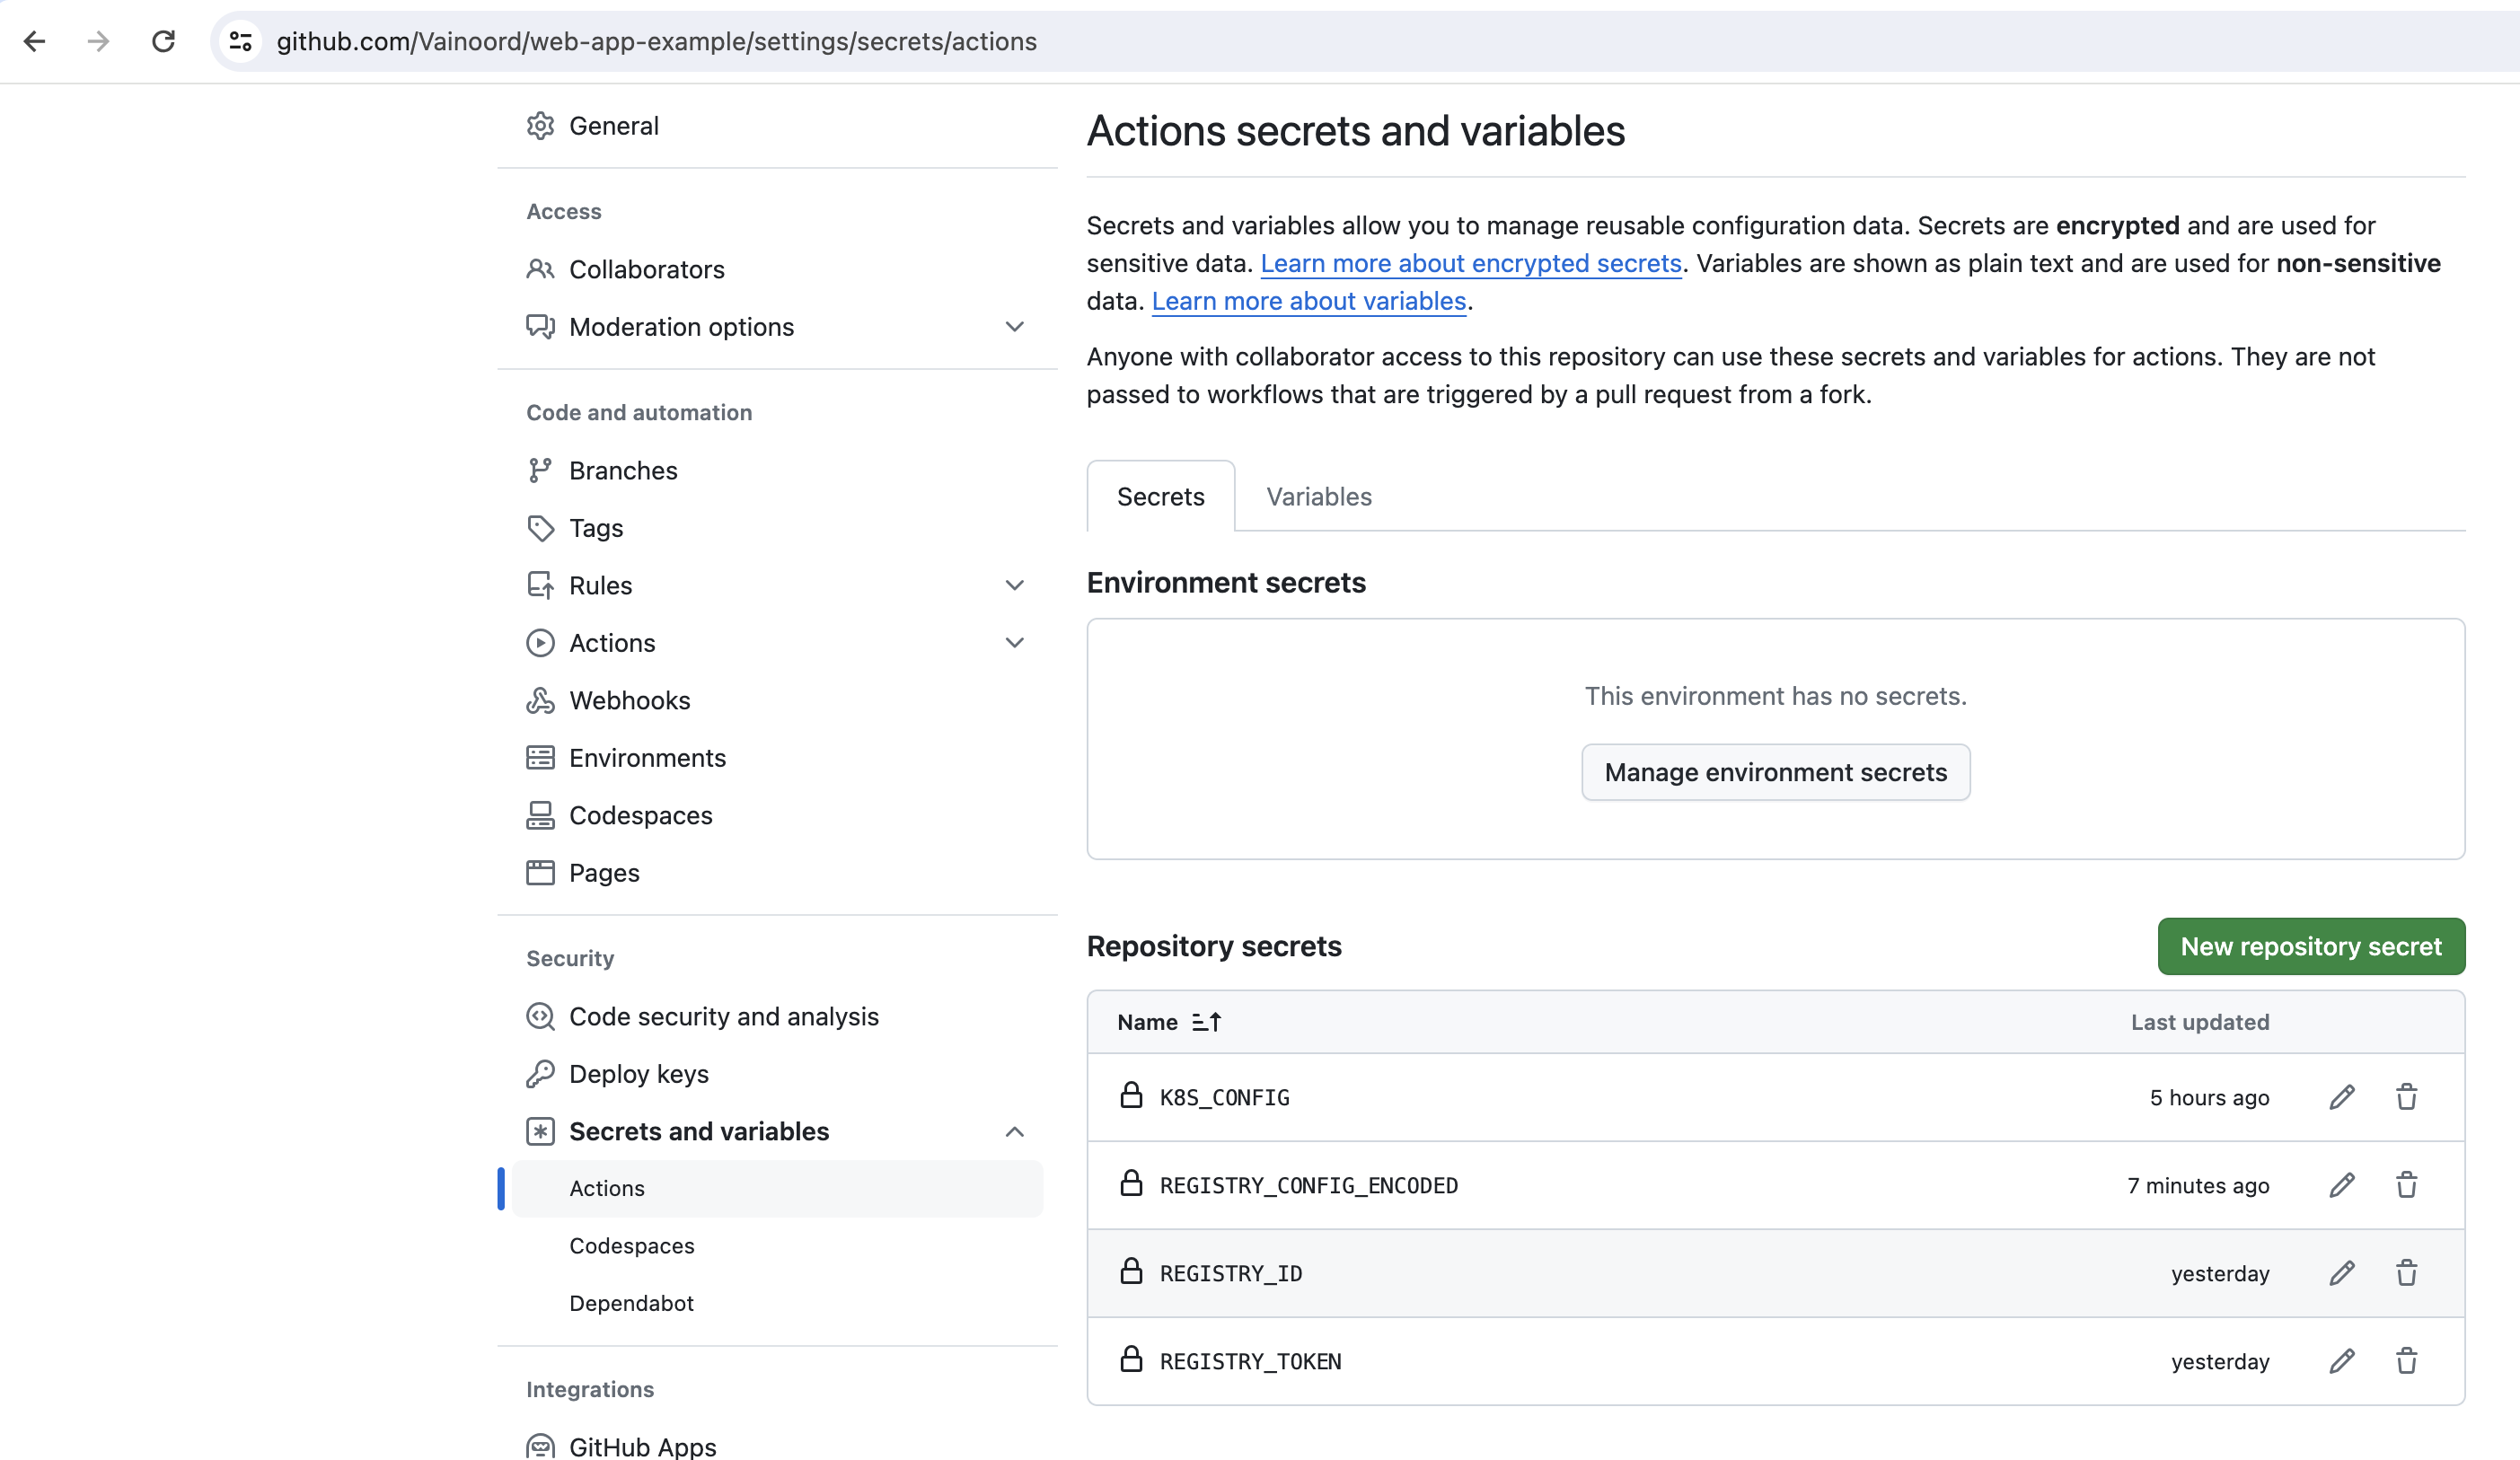 github.com/Vainoord/web-app-example/settings/secrets/actions
General
Access
Collaborators
Moderation options
Code and automation
Branches
Tags
Rules
Actions
Webhooks
Environments
Codespaces
Pages
Security
Code security and analysis
Deploy keys
Secrets and variables
Actions
Codespaces
Dependabot
Integrations
GitHub Apps
Actions secrets and variables
Secrets and variables allow you to manage reusable configuration data. Secrets are encrypted and are used for
sensitive data. Learn more about encrypted secrets. Variables are shown as plain text and are used for non-sensitive
data. Learn more about variables.
Anyone with collaborator access to this repository can use these secrets and variables for actions. They are not
passed to workflows that are triggered by a pull request from a fork.
Secrets Variables
Environment secrets
This environment has no secrets.
Manage environment secrets
Repository secrets New repository secret
Name Last updated
K8S_CONFIG 5 hours ago
REGISTRY_CONFIG_ENCODED 7 minutes ago
REGISTRY_ID yesterday
REGISTRY_TOKEN yesterday